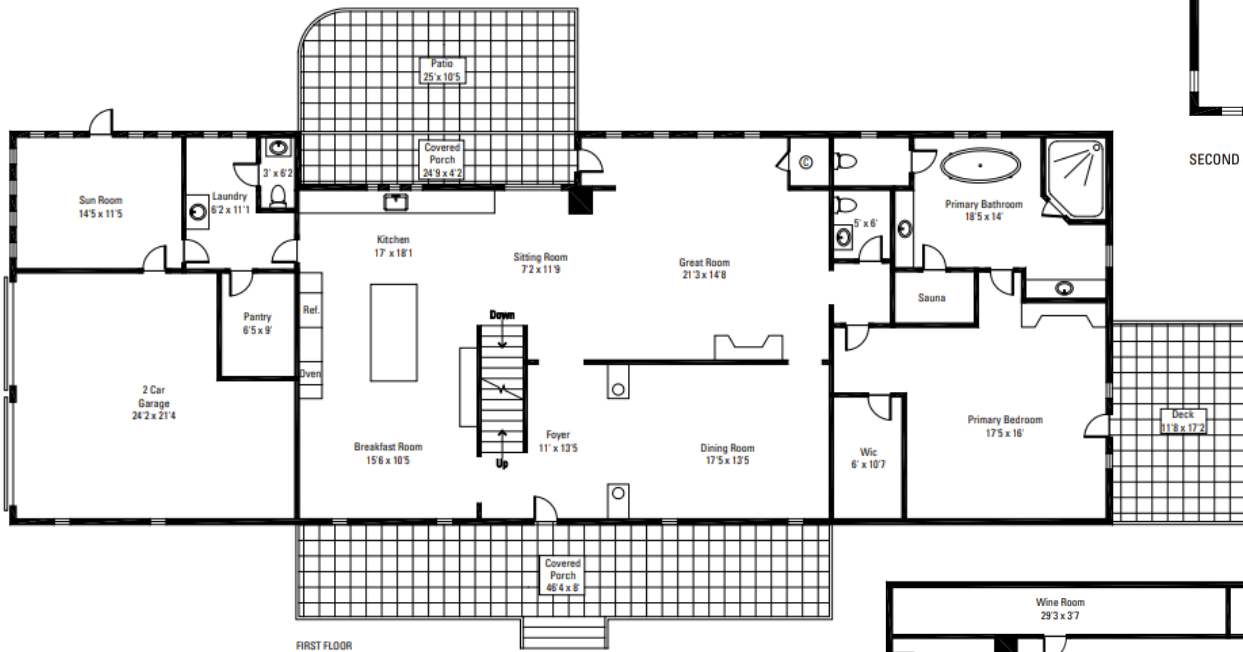 Patio
25' x 10'5
Covered
Porch
24'9 x 4'2
SECOND
3' x 6'2
Sun Room
14'5 x 11'5
Laundry
6'2 x 11'1
Primary Bathroom
18'5 x 14'
5' x 6'
Kitchen
17' x 18'1
Sitting Room
7'2 x 11'9
Great Room
21'3 x 14'8
C
Sauna
Ref.
Pantry
6'5 x 9'
Down
Oven
2 Car
Garage
24'2 x 21'4
Breakfast Room
15'6 x 10'5
Up
Foyer
11' x 13'5
Dining Room
17'5 x 13'5
Wic
6' x 10'7
Primary Bedroom
17'5 x 16'
Deck
11'8 x 17'2
Covered
Porch
46'4 x 8'
Wine Room
29'3 x 3'7
FIRST FLOOR